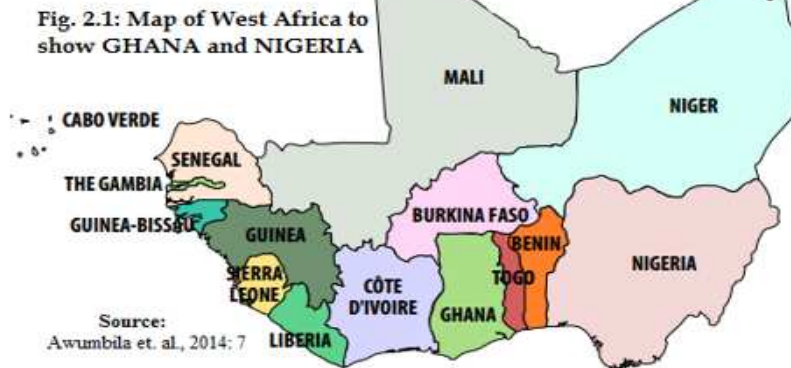 Fig. 2.1: Map of West Africa to
show GHANA and NIGERIA
MALI
NIGER
CABO VERDE
SENEGAL
THE GAMBIA
GUINEA-BISSAU
GUINEA
BURKINA FASO
BENIN
NIGERIA
SIERRA
LEONE
CÔTE
D'IVOIRE
TOGO
GHANA
LIBERIA
Source:
Awumbila et. al., 2014: 7